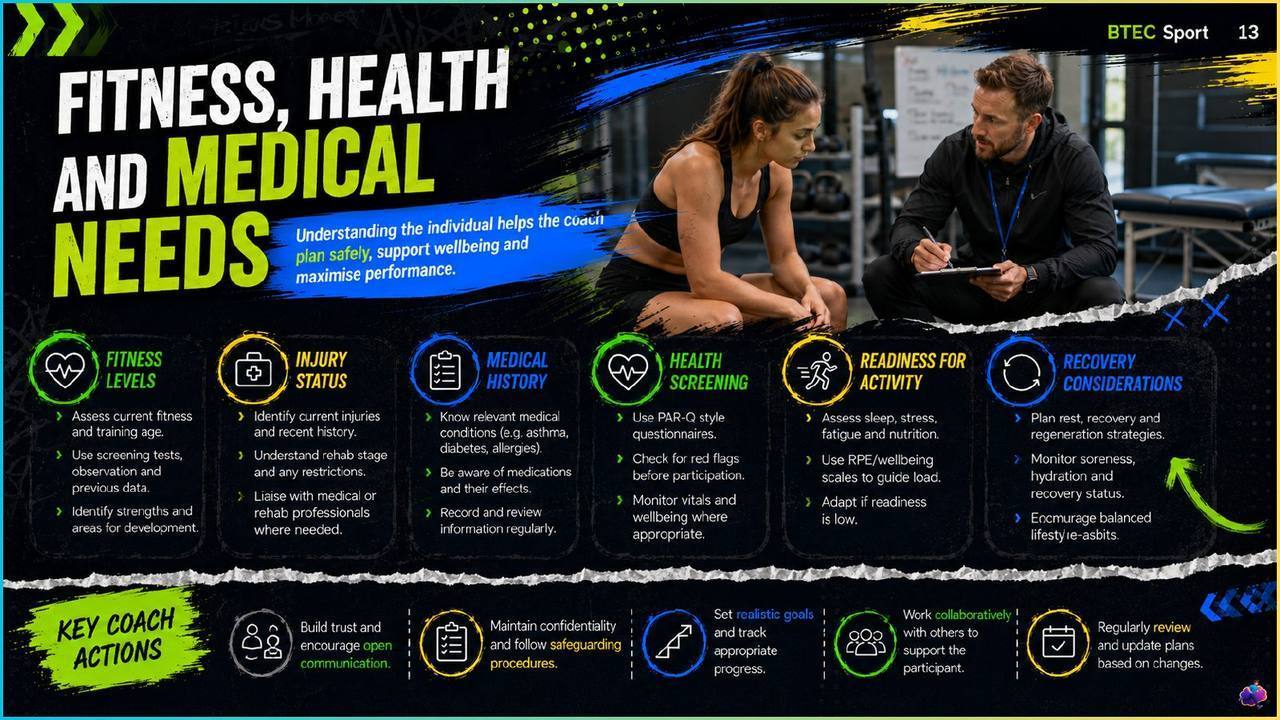 BTEC Sport 13
FITNESS, HEALTH
AND MEDICAL
NEEDS
Understanding the individual helps the coach
plan safely, support wellbeing and
maximise performance.
FITNESS
LEVELS
› Assess current fitness
and training age.
› Use screening tests,
observation and
previous data.
› Identify strengths and
areas for development.
INJURY
STATUS
› Identify current injuries
and recent history.
› Understand rehab stage
and any restrictions.
› Liaise with medical or
rehab professionals
where needed.
MEDICAL
HISTORY
› Know relevant medical
conditions (e.g. asthma,
diabetes, allergies).
› Be aware of medications
and their effects.
› Record and review
information regularly.
HEALTH
SCREENING
› Use PAR-Q style
questionnaires.
› Check for red flags
before participation.
› Monitor vitals and
wellbeing where
appropriate.
READINESS FOR
ACTIVITY
› Assess sleep, stress,
fatigue and nutrition.
› Use RPE/wellbeing
scales to guide load.
› Adapt if readiness
is low.
RECOVERY
CONSIDERATIONS
› Plan rest, recovery and
regeneration strategies.
› Monitor soreness,
hydration and
recovery status.
› balanced
KEY COACH
ACTIONS
Build trust and
encourage open
communication.
Maintain confidentiality
and follow safeguarding
procedures.
Set realistic goals
and track
appropriate
progress.
Work collaboratively
with others to
support the
participant.
Regularly review
and update plans
based on changes.